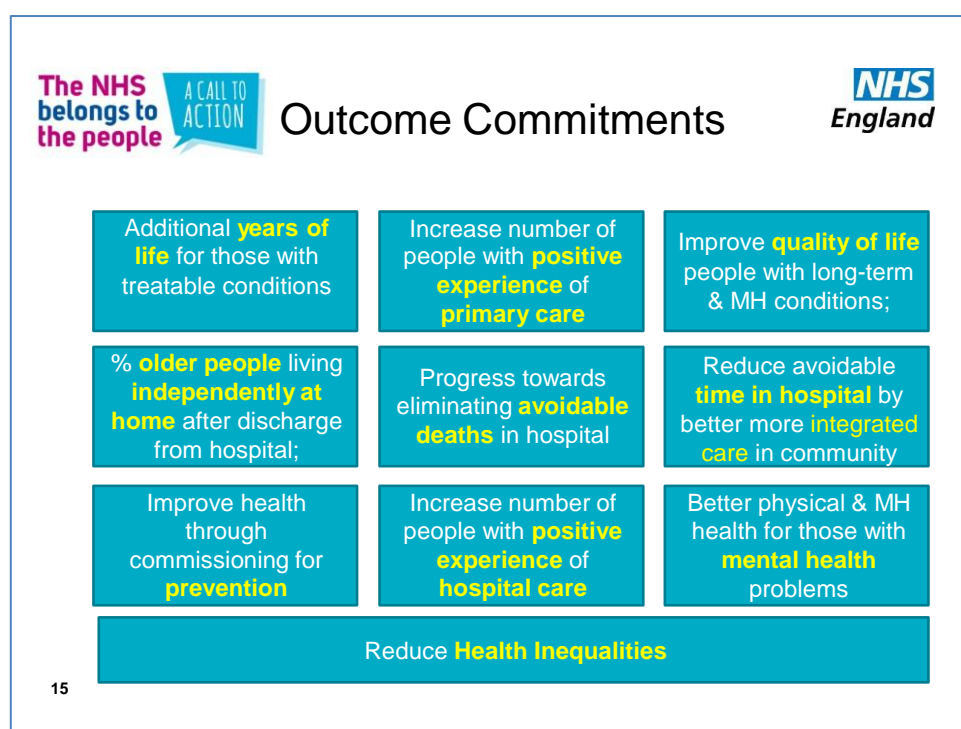 The NHS
belongs to
the people
A CALL TO
ACTION
Outcome Commitments
NHS
England
Additional years of
life for those with
treatable conditions
Increase number of
people with positive
experience of
primary care
Improve quality of life
people with long-term
& MH conditions;
% older people living
independently at
home after discharge
from hospital;
Progress towards
eliminating avoidable
deaths in hospital
Reduce avoidable
time in hospital by
better more integrated
care in community
Improve health
through
commissioning for
prevention
Increase number of
people with positive
experience of
hospital care
Better physical & MH
health for those with
mental health
problems
Reduce Health Inequalities
15